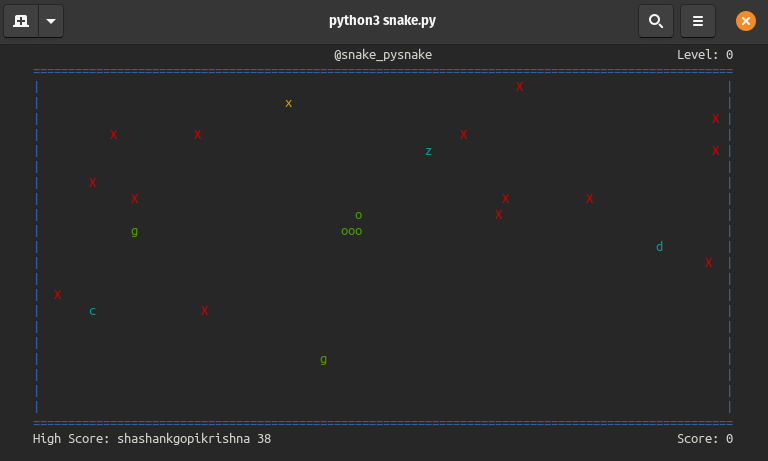 python3 snake.py
@snake_pysnake Level: 0
X
x
X
X X X
z X
X
X X X
o X
g ooo
d
X
X
c X
g
High Score: shashankgopikrishna 38 Score: 0